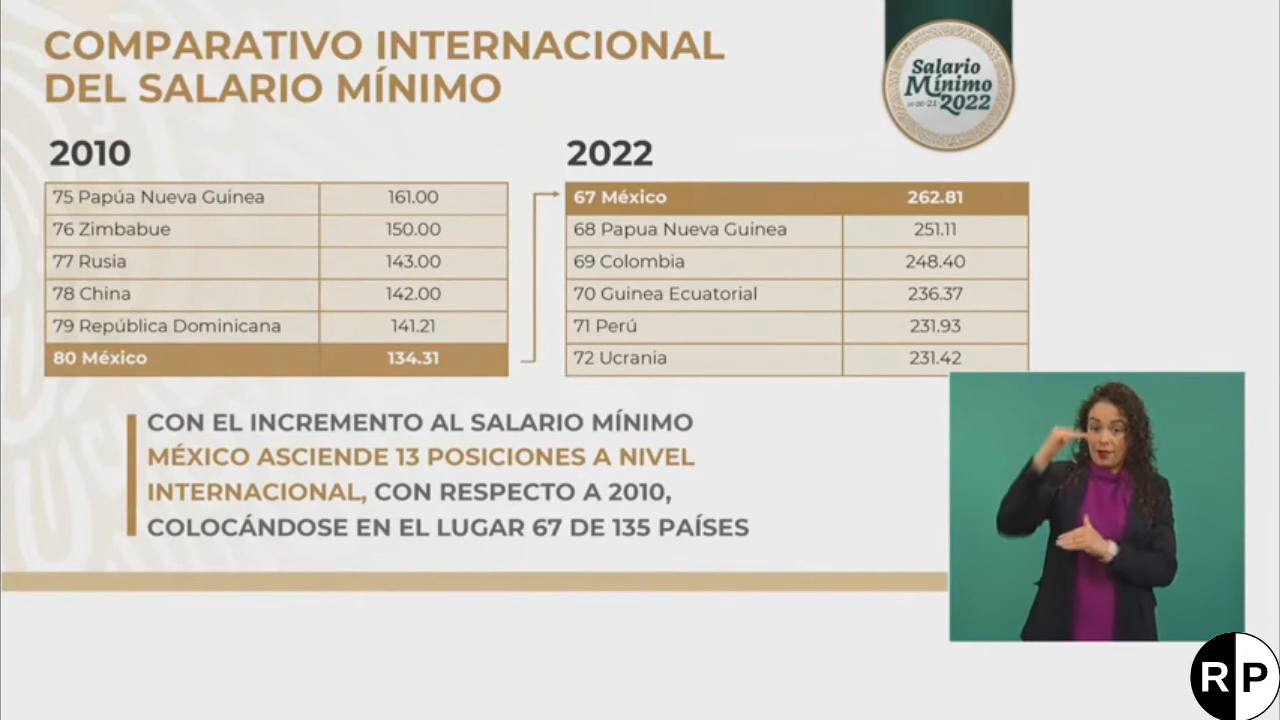 COMPARATIVO INTERNACIONAL
DEL SALARIO MÍNIMO
Salario
Mínimo
2022
2010
75 Papúa Nueva Guinea 161.00
76 Zimbabue 150.00
77 Rusia 143.00
78 China 142.00
79 República Dominicana 141.21
80 México 134.31
2022
67 México 262.81
68 Papua Nueva Guinea 251.11
69 Colombia 248.40
70 Guinea Ecuatorial 236.37
71 Perú 231.93
72 Ucrania 231.42
CON EL INCREMENTO AL SALARIO MÍNIMO
MÉXICO ASCIENDE 13 POSICIONES A NIVEL
INTERNACIONAL, CON RESPECTO A 2010,
COLOCÁNDOSE EN EL LUGAR 67 DE 135 PAÍSES
RP